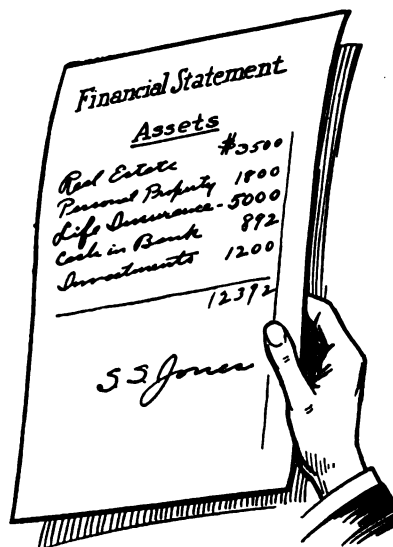 Financial Statement
Assets
Real Estate $3500
Personal Property 1800
Life Insurance - 5000
Cash in Bank 892
Investments 1200
12392
S.S. Jones